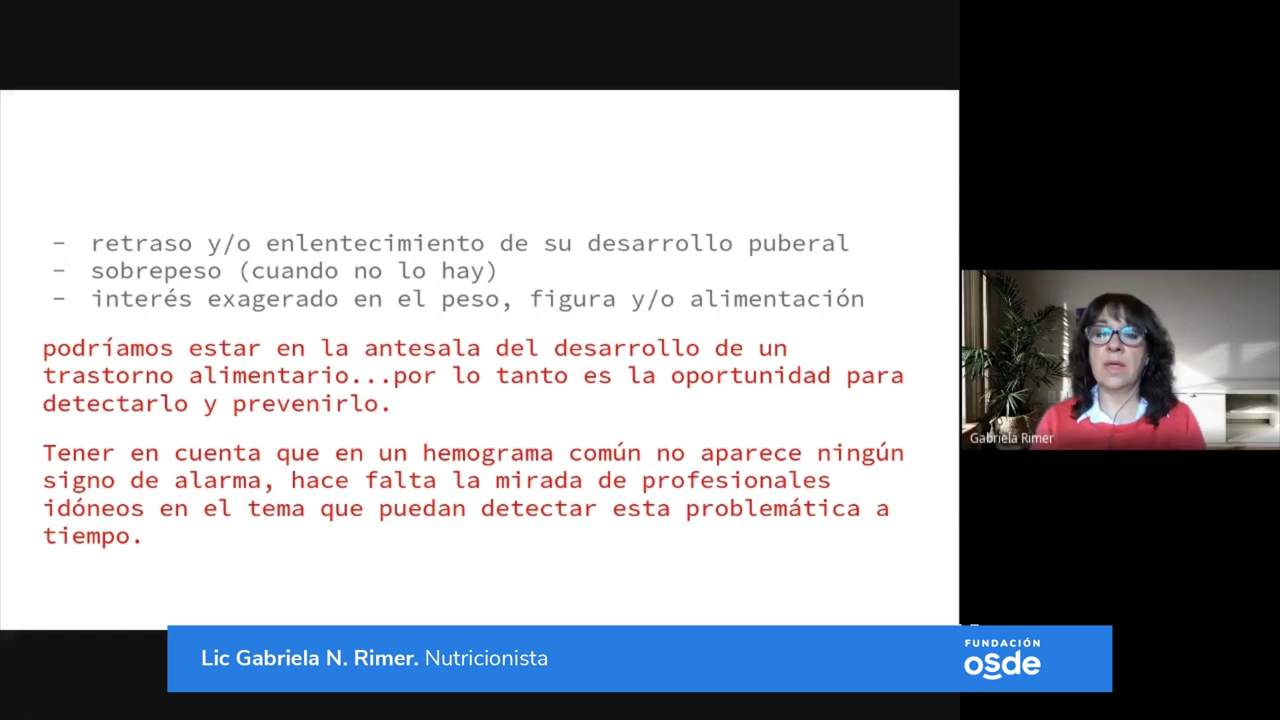 - retraso y/o enlentecimiento de su desarrollo puberal
- sobrepeso (cuando no lo hay)
- interés exagerado en el peso, figura y/o alimentación
podríamos estar en la antesala del desarrollo de un
trastorno alimentario...por lo tanto es la oportunidad para
detectarlo y prevenirlo.
Tener en cuenta que en un hemograma común no aparece ningún
signo de alarma, hace falta la mirada de profesionales
idóneos en el tema que puedan detectar esta problemática a
tiempo.
Gabriela Rimer
Lic Gabriela N. Rimer. Nutricionista
FUNDACIÓN
osde